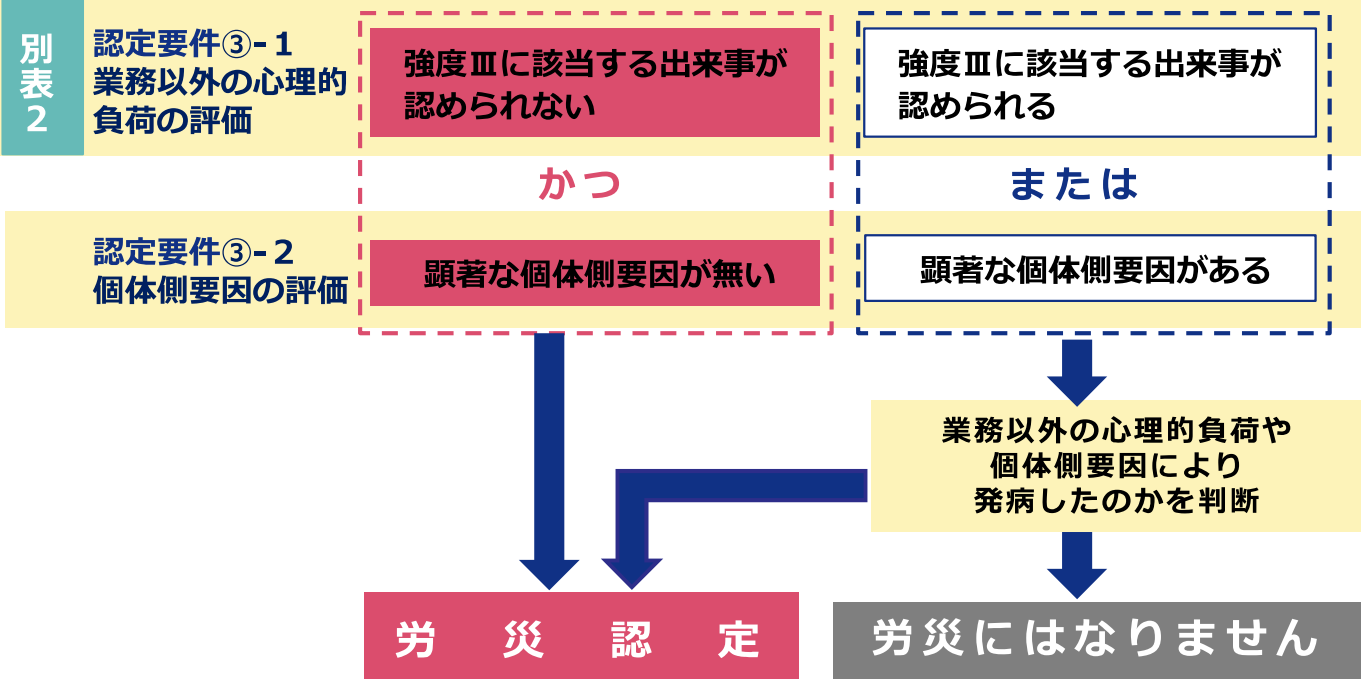 別表2
認定要件③-1
業務以外の心理的
負荷の評価
強度Ⅲに該当する出来事が
認められない
強度Ⅲに該当する出来事が
認められる
かつ
または
認定要件③-2
個体側要因の評価
顕著な個体側要因が無い
顕著な個体側要因がある
業務以外の心理的負荷や
個体側要因により
発病したのかを判断
労災認定
労災にはなりません